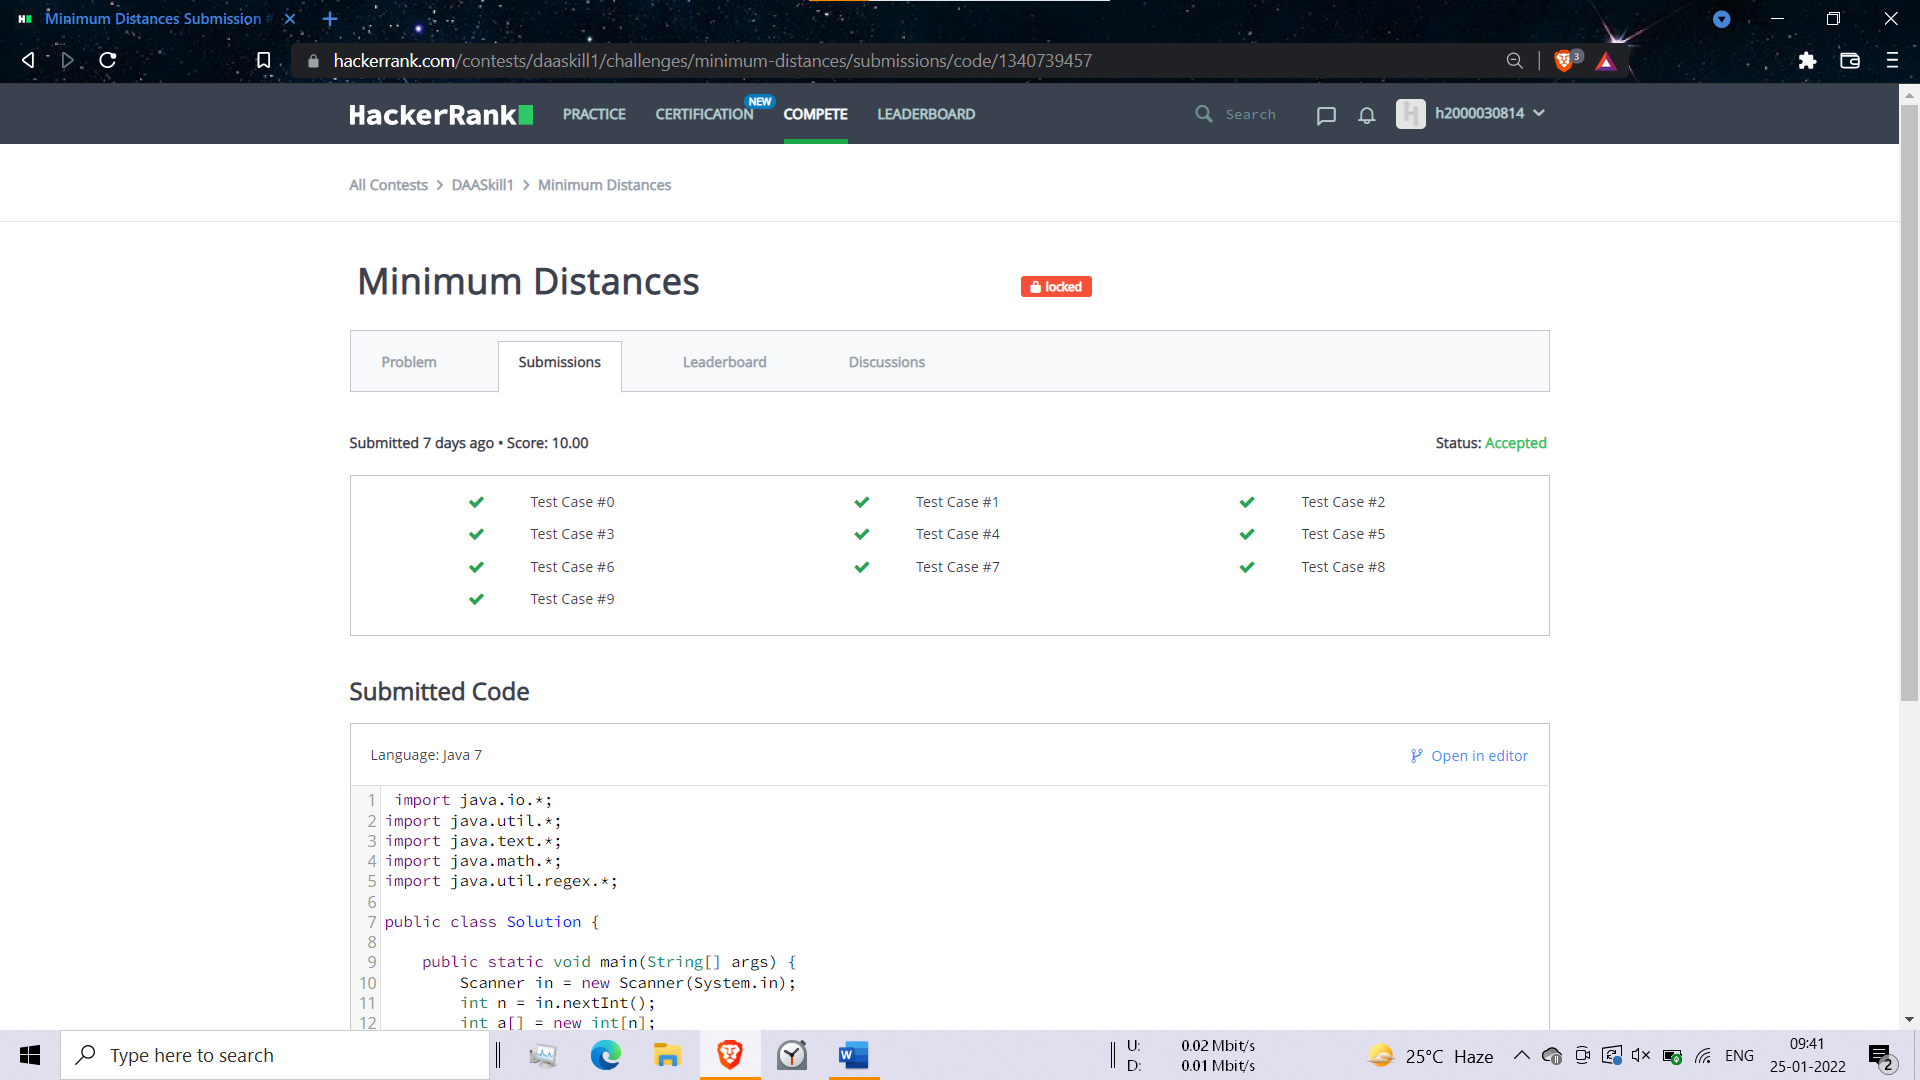 Minimum Distances Submission #
hackerrank.com/contests/daaskill1/challenges/minimum-distances/submissions/code/1340739457
3
HackerRank
PRACTICE
CERTIFICATION
NEW
COMPETE
LEADERBOARD
Search
h2000030814
All Contests > DAASkill1 > Minimum Distances
Minimum Distances
locked
Problem
Submissions
Leaderboard
Discussions
Submitted 7 days ago • Score: 10.00
Status: Accepted
Test Case #0
Test Case #1
Test Case #2
Test Case #3
Test Case #4
Test Case #5
Test Case #6
Test Case #7
Test Case #8
Test Case #9
Submitted Code
Language: Java 7
Open in editor
1 import java.io.*;
2 import java.util.*;
3 import java.text.*;
4 import java.math.*;
5 import java.util.regex.*;
6
7 public class Solution {
8
9 public static void main(String[] args) {
10 Scanner in = new Scanner(System.in);
11 int n = in.nextInt();
12 int a[] = new int[n];
Type here to search
U: 0.02 Mbit/s
D: 0.01 Mbit/s
25°C Haze
ENG
09:41
25-01-2022
2